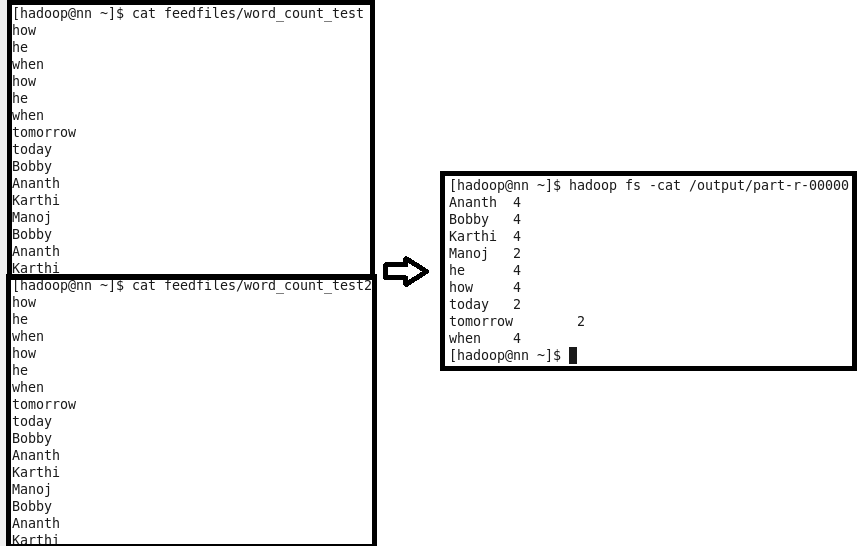 [hadoop@nn ~]$ cat feedfiles/word_count_test
how
he
when
how
he
when
tomorrow
today
Bobby
Ananth
Karthi
Manoj
Bobby
Ananth
Karthi
[hadoop@nn ~]$ cat feedfiles/word_count_test2
how
he
when
how
he
when
tomorrow
today
Bobby
Ananth
Karthi
Manoj
Bobby
Ananth
Karthi
[hadoop@nn ~]$ hadoop fs -cat /output/part-r-00000
Ananth 4
Bobby 4
Karthi 4
Manoj 2
he 4
how 4
today 2
tomorrow 2
when 4
[hadoop@nn ~]$